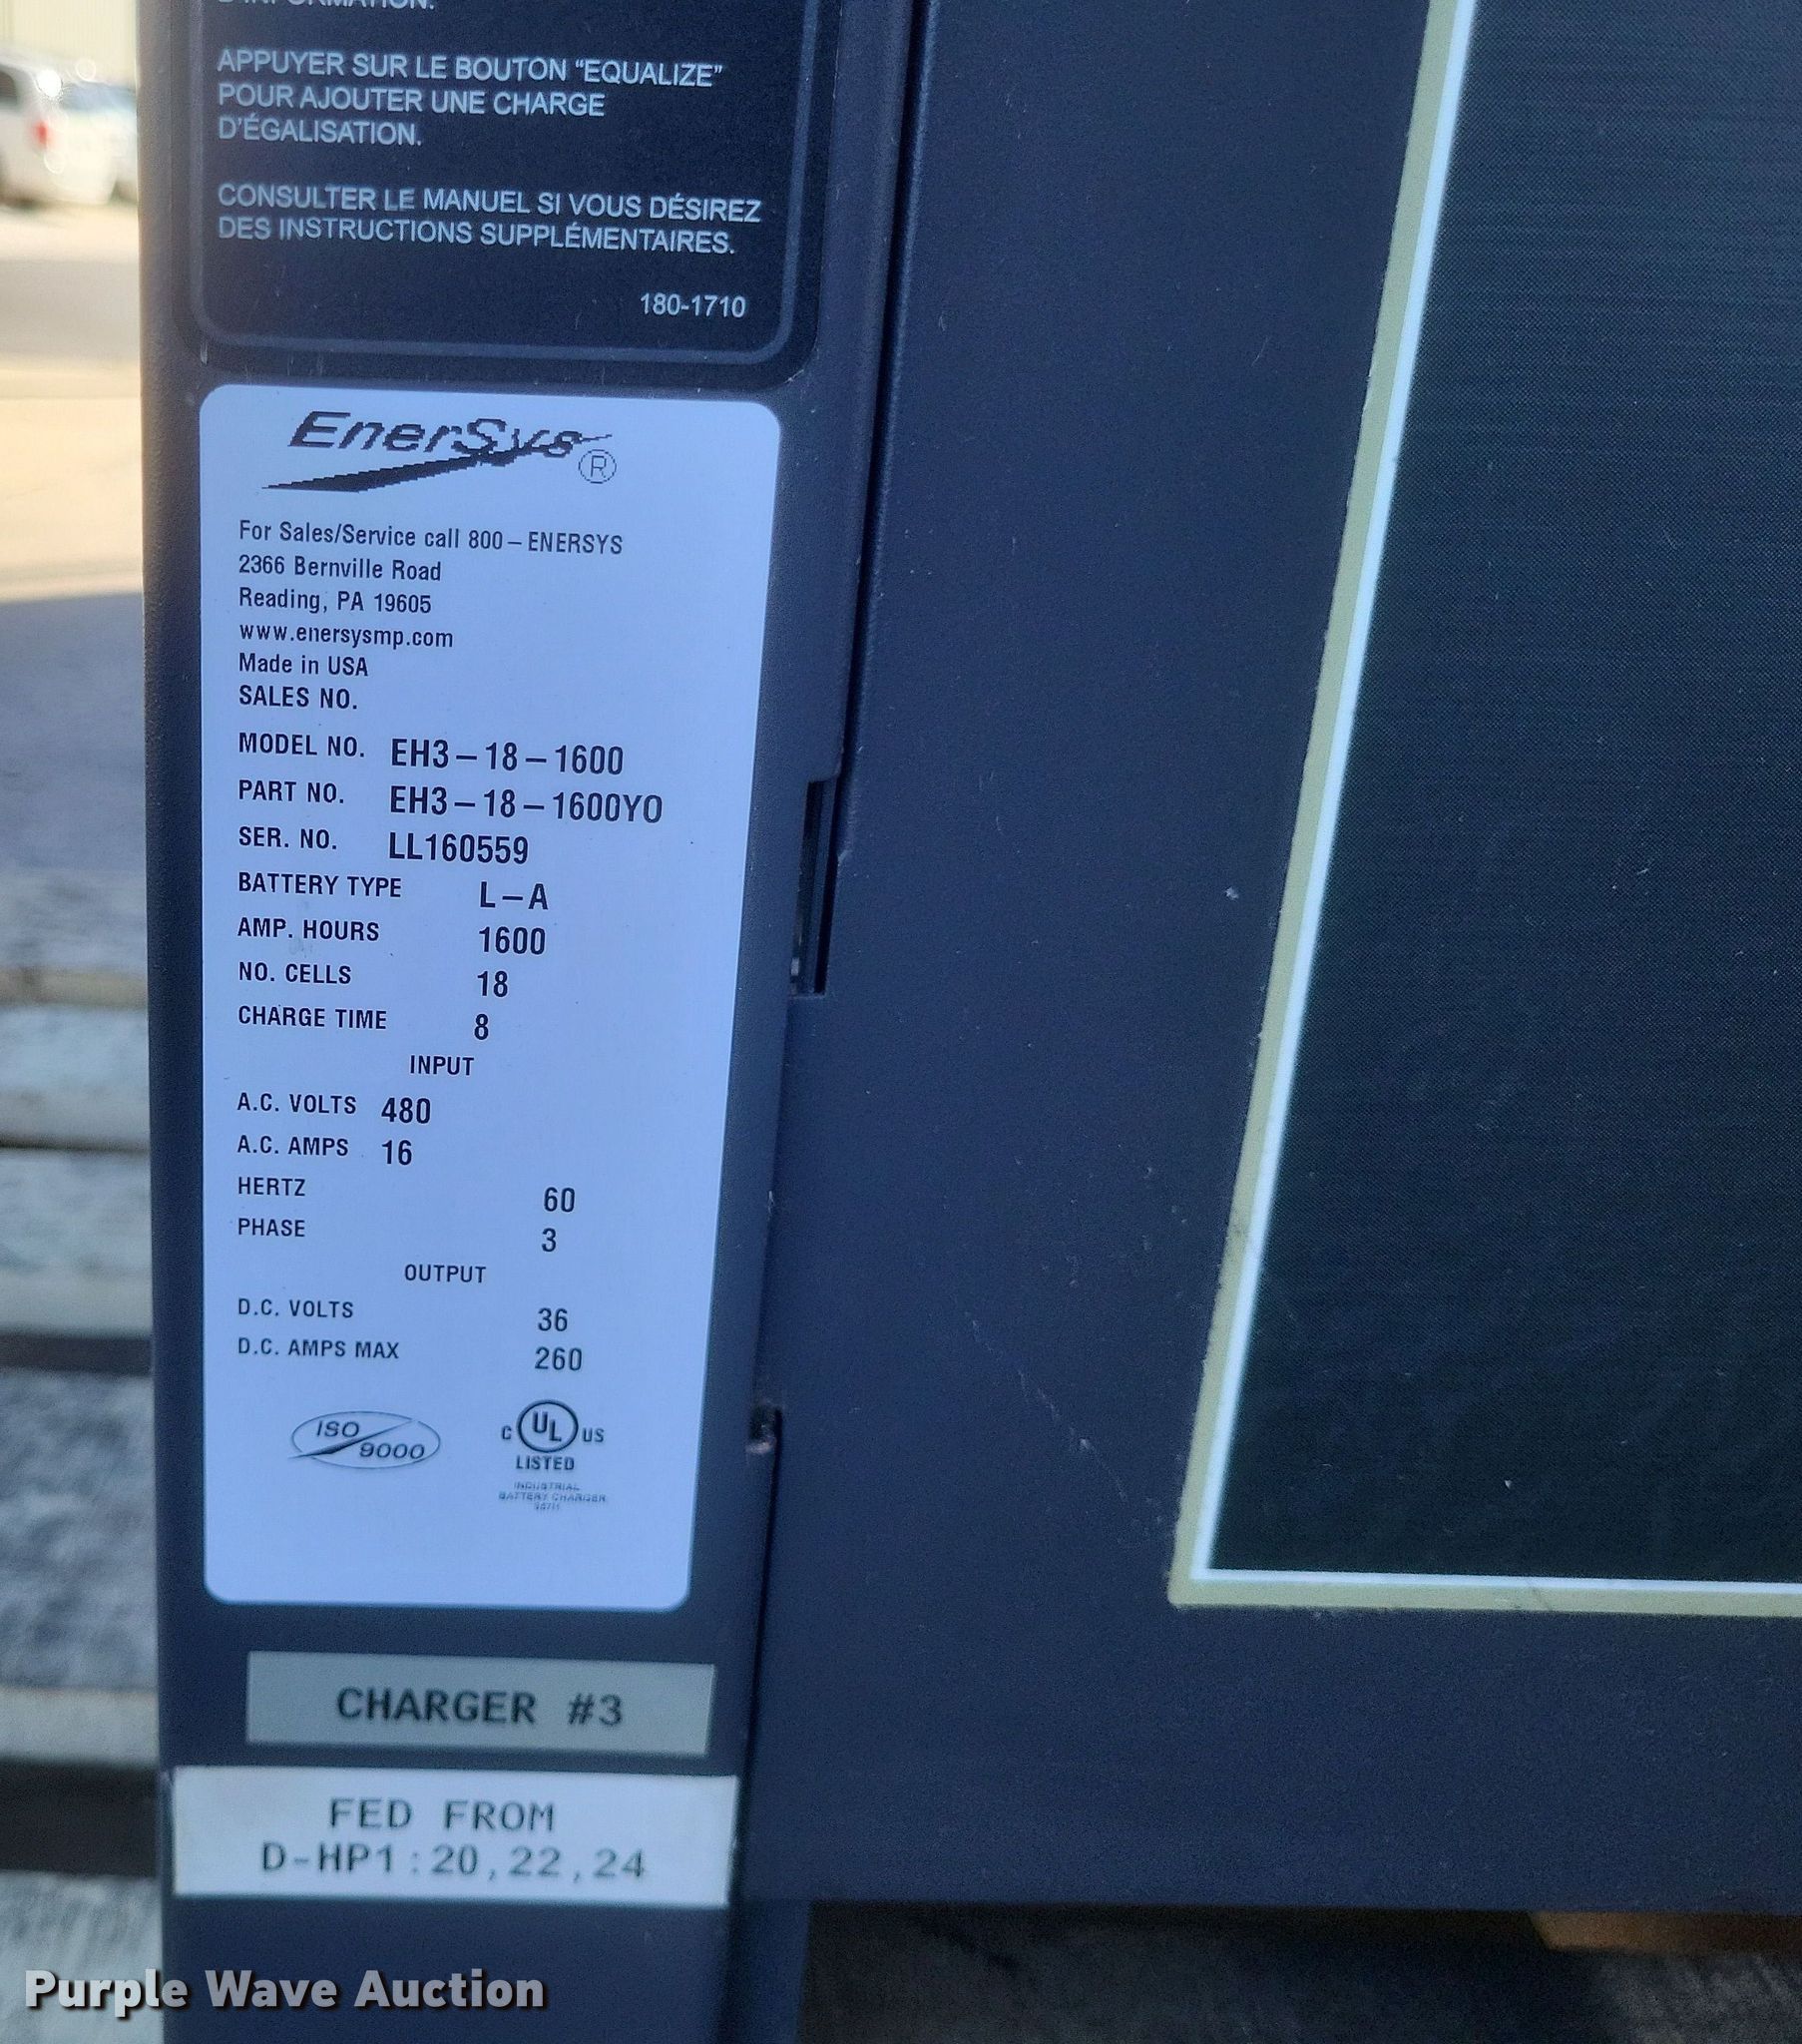 D'INFORMATION.
APPUYER SUR LE BOUTON “EQUALIZE”
POUR AJOUTER UNE CHARGE
D'ÉGALISATION.
CONSULTER LE MANUEL SI VOUS DÉSIREZ
DES INSTRUCTIONS SUPPLÉMENTAIRES.
180-1710
EnerSys®
For Sales/Service call 800–ENERSYS
2366 Bernville Road
Reading, PA 19605
www.enersysmp.com
Made in USA
SALES NO.
MODEL NO. EH3–18–1600
PART NO. EH3–18–1600YO
SER. NO. LL160559
BATTERY TYPE L–A
AMP. HOURS 1600
NO. CELLS 18
CHARGE TIME 8
INPUT
A.C. VOLTS 480
A.C. AMPS 16
HERTZ 60
PHASE 3
OUTPUT
D.C. VOLTS 36
D.C. AMPS MAX 260
ISO 9000
C UL US
LISTED
INDUSTRIAL
BATTERY CHARGER
CHARGER #3
FED FROM
D-HP1:20,22,24
Purple Wave Auction